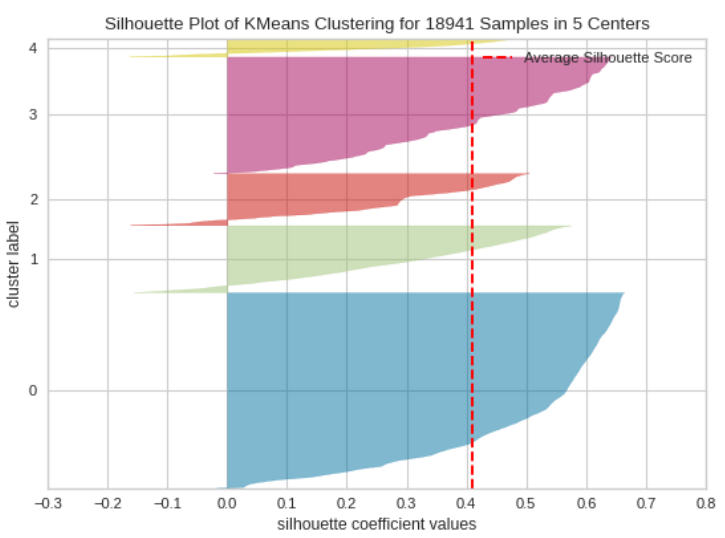 Silhouette Plot of KMeans Clustering for 18941 Samples in 5 Centers
Average Silhouette Score
4
3
2
1
0
cluster label
−0.3 −0.2 −0.1 0.0 0.1 0.2 0.3 0.4 0.5 0.6 0.7 0.8
silhouette coefficient values